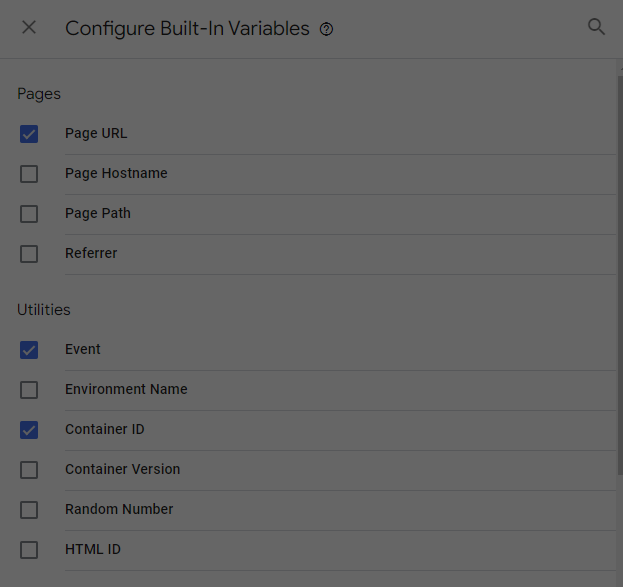 Configure Built-In Variables
Pages
Page URL
Page Hostname
Page Path
Referrer
Utilities
Event
Environment Name
Container ID
Container Version
Random Number
HTML ID